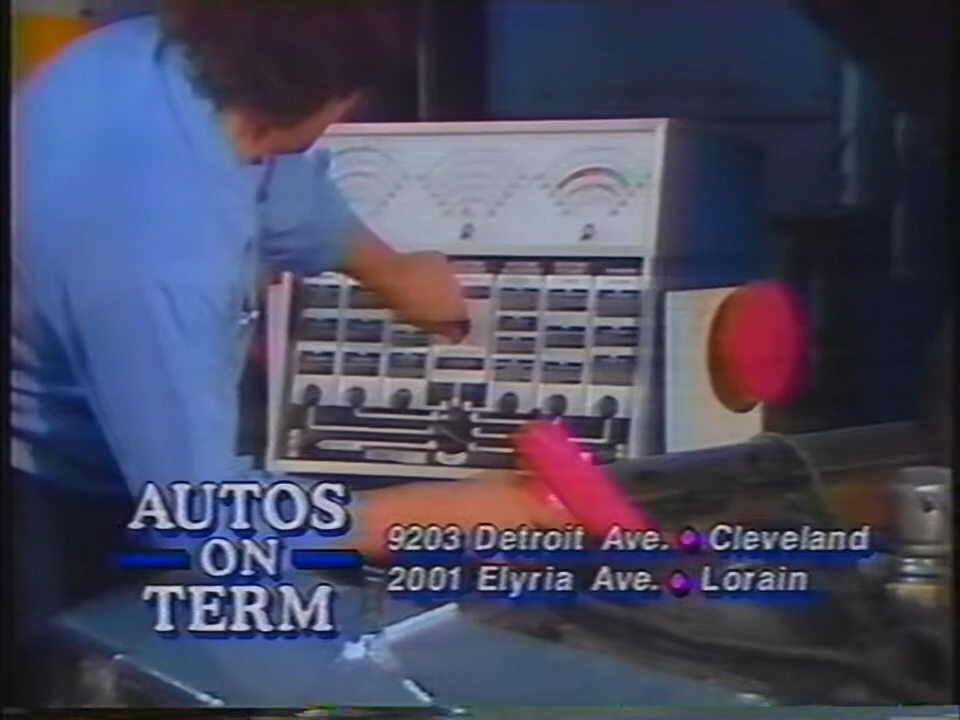 AUTOS
ON
TERM
9203 Detroit Ave. • Cleveland
2001 Elyria Ave. • Lorain